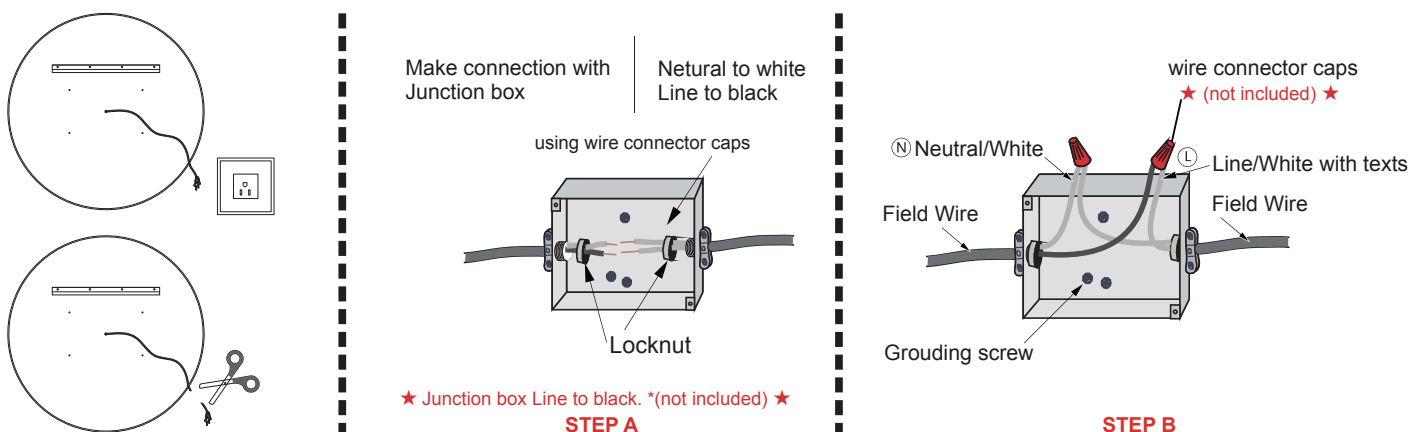 Make connection with
Junction box
Netural to white
Line to black
using wire connector caps
Locknut
★ Junction box Line to black. *(not included) ★
STEP A
wire connector caps
★ (not included) ★
Ⓝ Neutral/White
Ⓛ
Line/White with texts
Field Wire
Field Wire
Grouding screw
STEP B